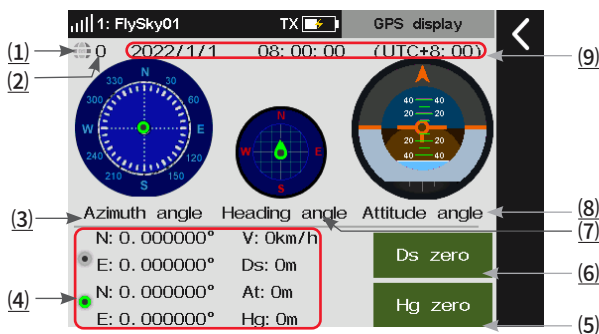 1: FlySky01 TX GPS display
(1) 0 2022/1/1 08:00:00 (UTC+8:00) (9)
(2)
N 30 60 E 120 150 S 210 240 W 300 330
N E S W
40 40
20 20
20 20
40 40
(3) Azimuth angle Heading angle Attitude angle (8)
(7)
N: 0.000000° V: 0km/h
E: 0.000000° Ds: 0m
Ds zero (6)
(4) N: 0.000000° At: 0m
E: 0.000000° Hg: 0m
Hg zero (5)